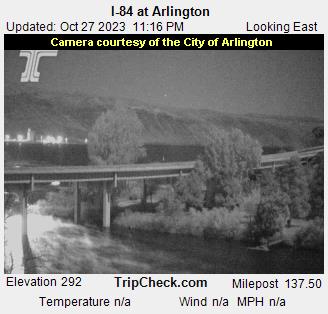 I-84 at Arlington
Updated: Oct 27 2023 11:16 PM Looking East
Camera courtesy of the City of Arlington
Elevation 292 TripCheck.com Milepost 137.50
Temperature n/a Wind n/a MPH n/a